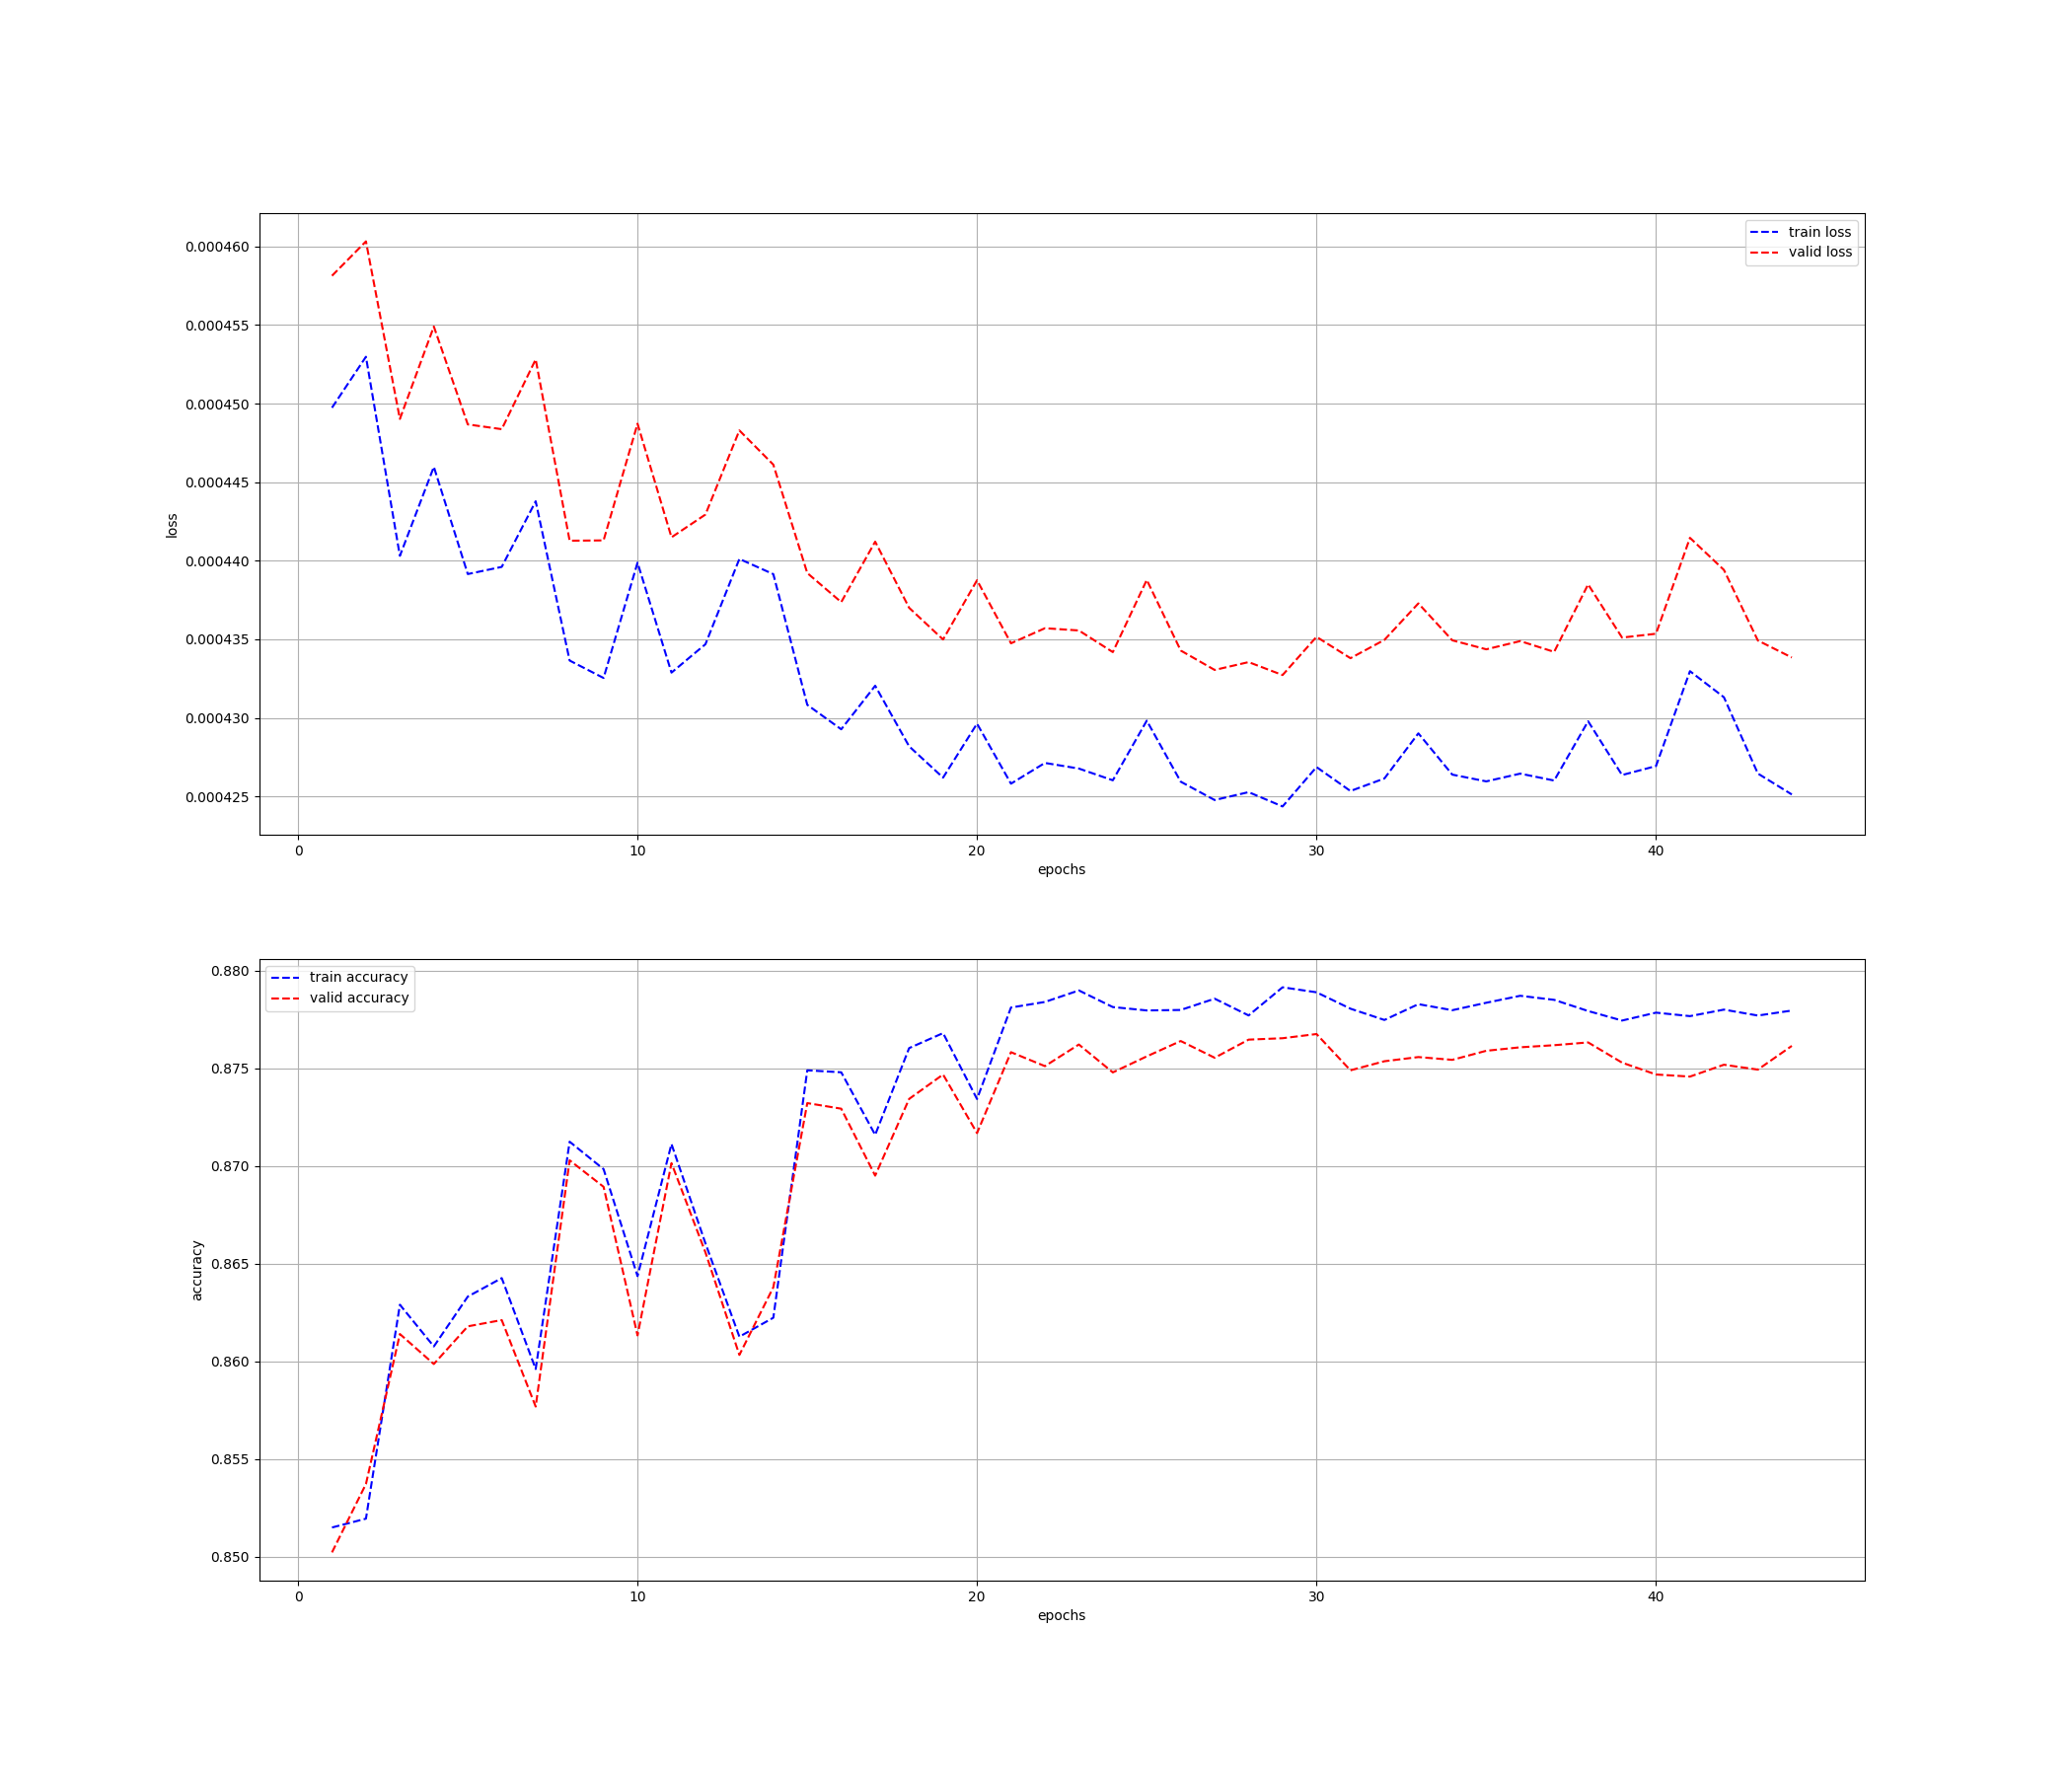 0.000460
0.000455
0.000450
0.000445
0.000440
0.000435
0.000430
0.000425
loss
train loss
valid loss
0 10 20 30 40
epochs
0.880
0.875
0.870
0.865
0.860
0.855
0.850
accuracy
train accuracy
valid accuracy
0 10 20 30 40
epochs